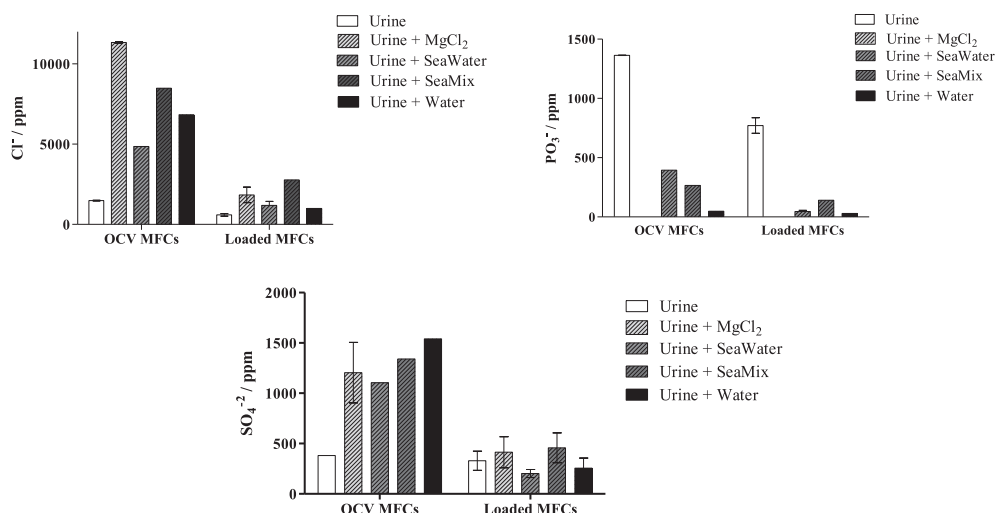 Urine
Urine + MgCl₂
Urine + SeaWater
Urine + SeaMix
Urine + Water
Cl⁻ / ppm
10000
5000
0
OCV MFCs
Loaded MFCs
Urine
Urine + MgCl₂
Urine + SeaWater
Urine + SeaMix
Urine + Water
PO₃⁻ / ppm
1500
1000
500
0
OCV MFCs
Loaded MFCs
Urine
Urine + MgCl₂
Urine + SeaWater
Urine + SeaMix
Urine + Water
SO₄⁻² / ppm
2000
1500
1000
500
0
OCV MFCs
Loaded MFCs